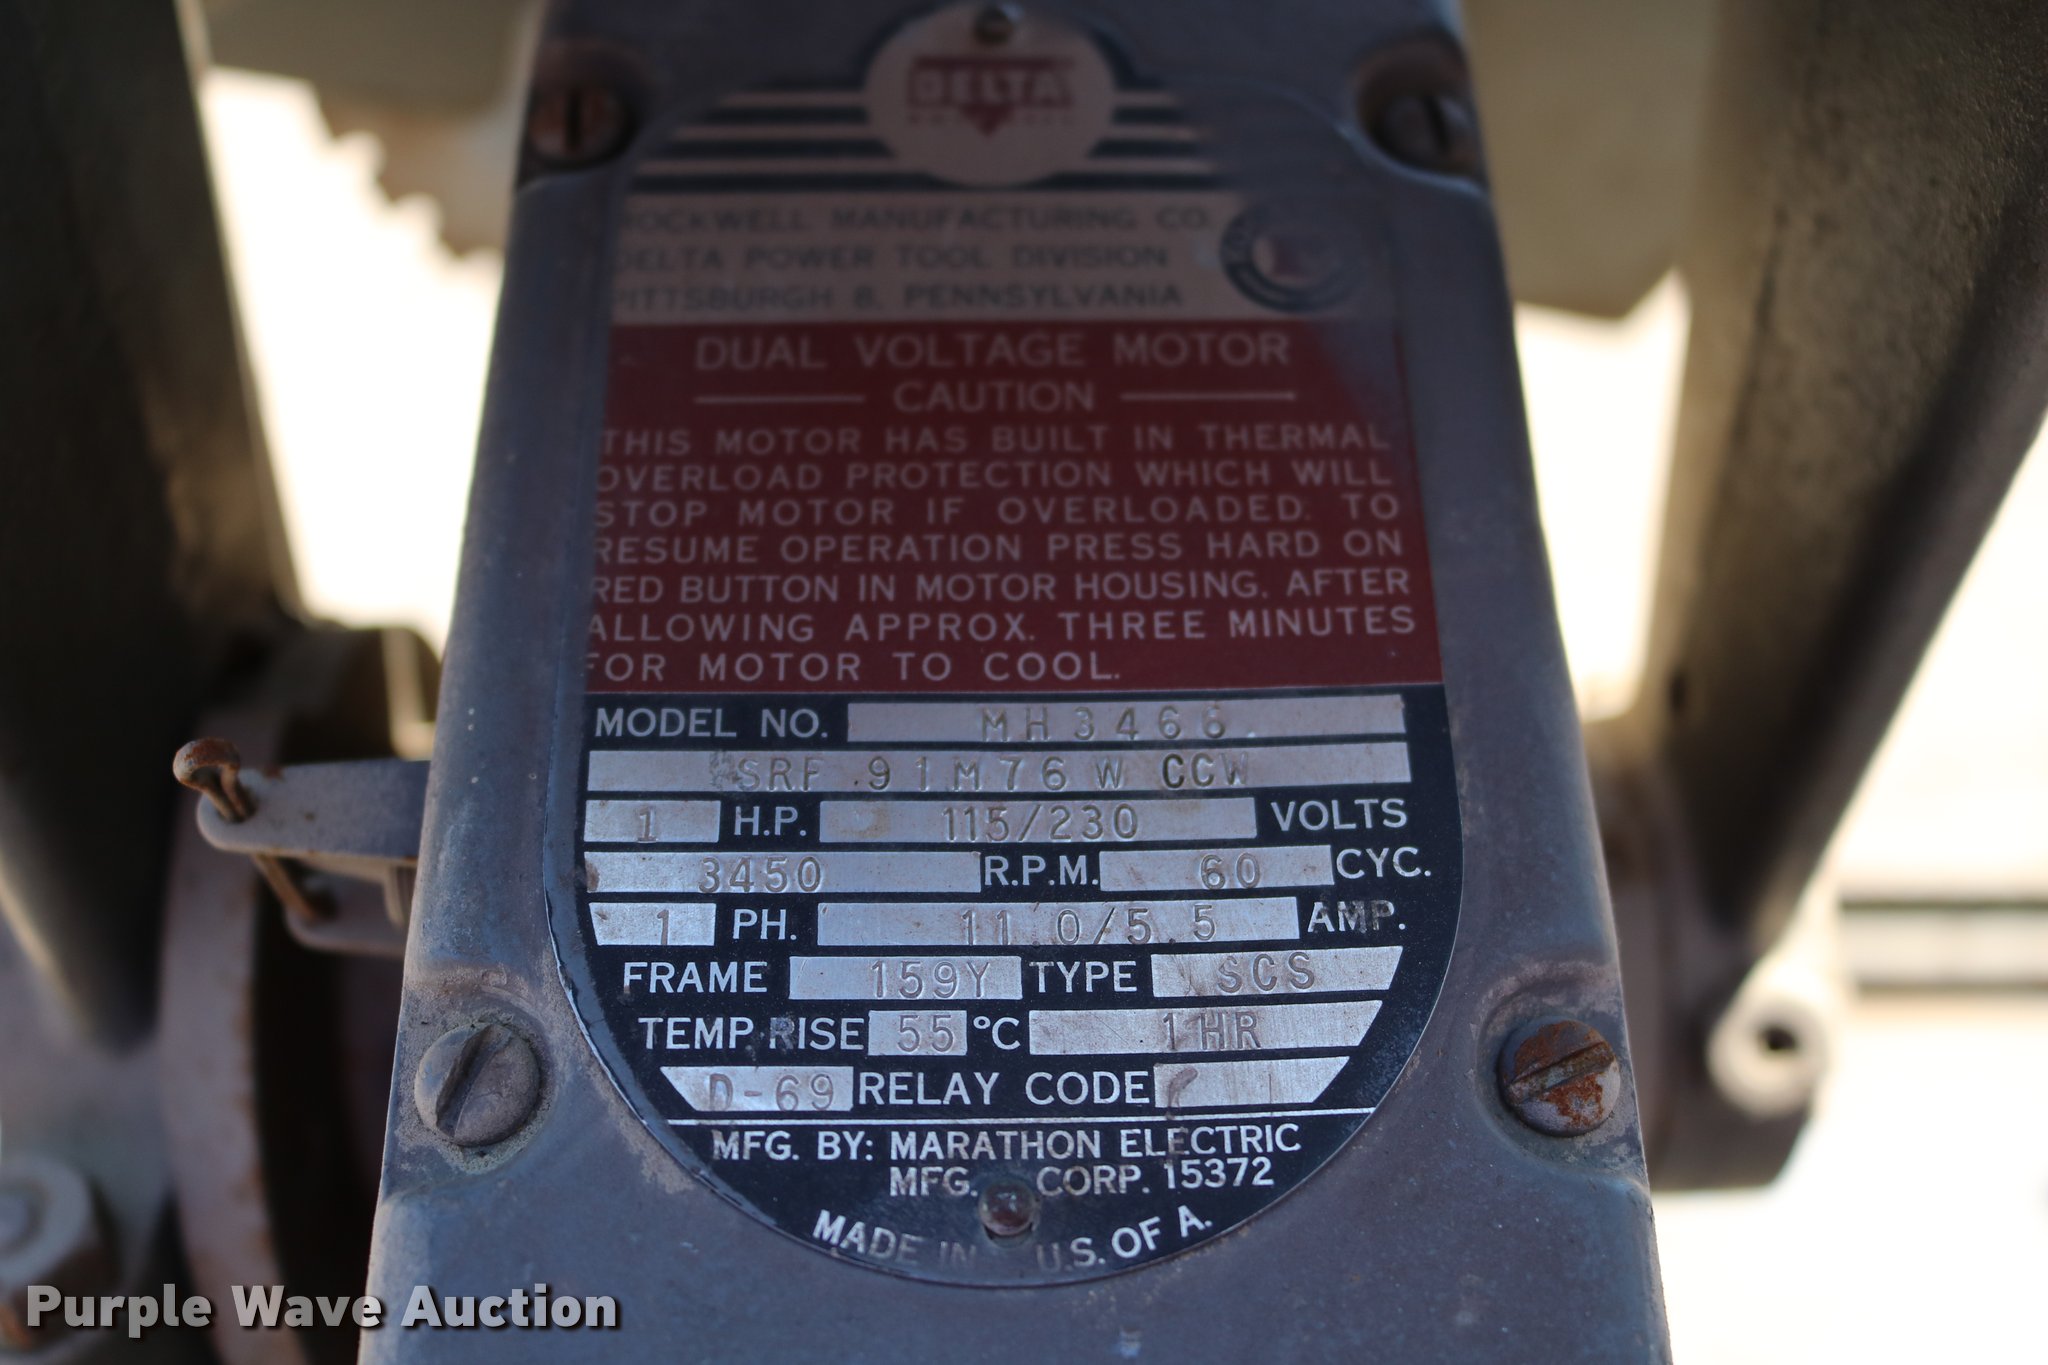 DELTA
ROCKWELL MANUFACTURING CO.
DELTA POWER TOOL DIVISION
PITTSBURGH 8, PENNSYLVANIA
DUAL VOLTAGE MOTOR
CAUTION
THIS MOTOR HAS BUILT IN THERMAL
OVERLOAD PROTECTION WHICH WILL
STOP MOTOR IF OVERLOADED. TO
RESUME OPERATION PRESS HARD ON
RED BUTTON IN MOTOR HOUSING. AFTER
ALLOWING APPROX. THREE MINUTES
FOR MOTOR TO COOL.
MODEL NO. MH3466
SRF 91M76W CCW
1 H.P. 115/230 VOLTS
3450 R.P.M. 60 CYC.
1 PH. 11.0/5.5 AMP.
FRAME 159Y TYPE SCS
TEMP. RISE 55 °C 1 HR
D-69 RELAY CODE
MFG. BY: MARATHON ELECTRIC
MFG. CORP. 15372
MADE IN U.S. OF A.
Purple Wave Auction